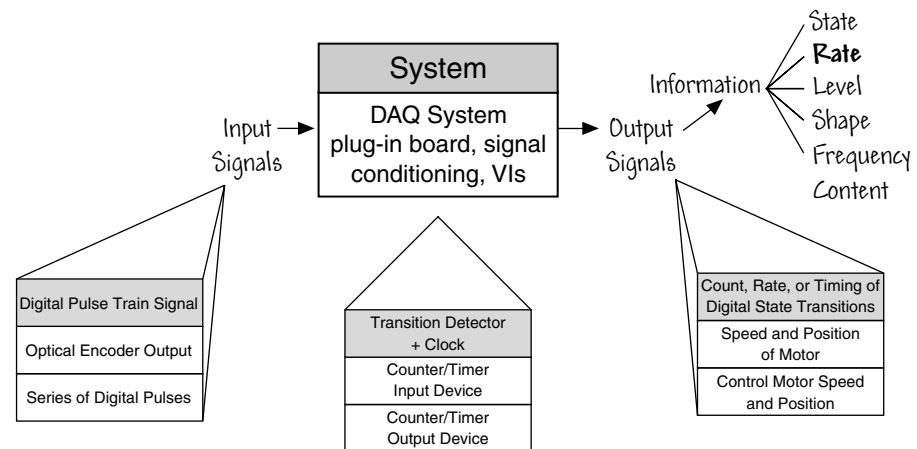 State
Rate
Level
Shape
Frequency
Content
Information
System
DAQ System
plug-in board, signal
conditioning, VIs
Input
Signals
Output
Signals
Digital Pulse Train Signal
Optical Encoder Output
Series of Digital Pulses
Transition Detector
+ Clock
Counter/Timer
Input Device
Counter/Timer
Output Device
Count, Rate, or Timing of
Digital State Transitions
Speed and Position
of Motor
Control Motor Speed
and Position